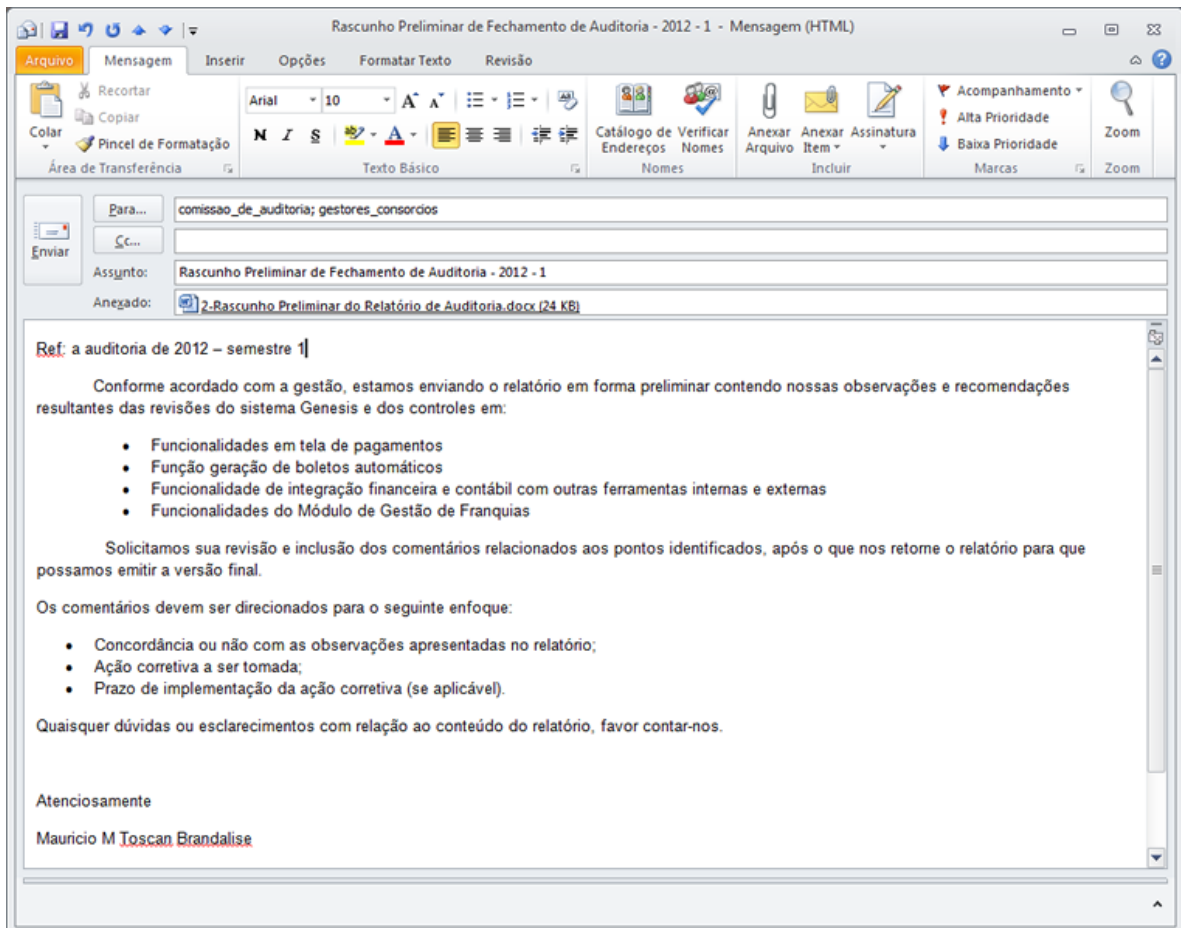 Rascunho Preliminar de Fechamento de Auditoria - 2012 - 1 - Mensagem (HTML)
Arquivo Mensagem Inserir Opções Formatar Texto Revisão
Colar
Recortar
Copiar
Pincel de Formatação
Área de Transferência
Arial 10
N I S
Texto Básico
Catálogo de Endereços
Verificar Nomes
Nomes
Anexar Arquivo
Anexar Item
Assinatura
Incluir
Acompanhamento
Alta Prioridade
Baixa Prioridade
Marcas
Zoom
Zoom
Enviar
Para... comissao_de_auditoria; gestores_consorcios
Cc...
Assunto: Rascunho Preliminar de Fechamento de Auditoria - 2012 - 1
Anexado: 2-Rascunho Preliminar do Relatório de Auditoria.docx (24 KB)
Ref: a auditoria de 2012 – semestre 1
Conforme acordado com a gestão, estamos enviando o relatório em forma preliminar contendo nossas observações e recomendações
resultantes das revisões do sistema Genesis e dos controles em:
• Funcionalidades em tela de pagamentos
• Função geração de boletos automáticos
• Funcionalidade de integração financeira e contábil com outras ferramentas internas e externas
• Funcionalidades do Módulo de Gestão de Franquias
Solicitamos sua revisão e inclusão dos comentários relacionados aos pontos identificados, após o que nos retorne o relatório para que
possamos emitir a versão final.
Os comentários devem ser direcionados para o seguinte enfoque:
• Concordância ou não com as observações apresentadas no relatório;
• Ação corretiva a ser tomada;
• Prazo de implementação da ação corretiva (se aplicável).
Quaisquer dúvidas ou esclarecimentos com relação ao conteúdo do relatório, favor contar-nos.
Atenciosamente
Mauricio M Toscan Brandalise